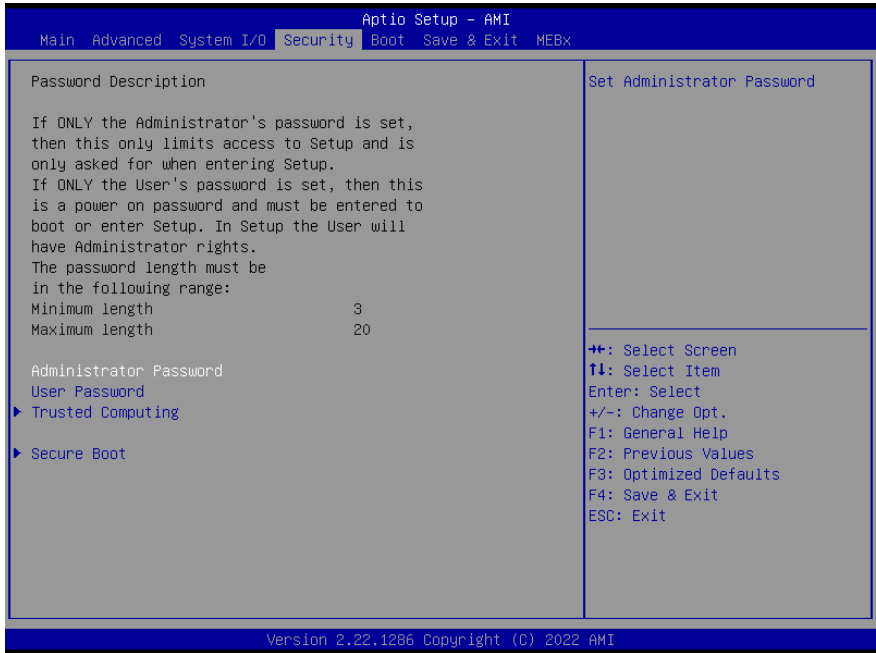 Aptio Setup – AMI
Main Advanced System I/O Security Boot Save & Exit MEBx
Password Description
If ONLY the Administrator's password is set,
then this only limits access to Setup and is
only asked for when entering Setup.
If ONLY the User's password is set, then this
is a power on password and must be entered to
boot or enter Setup. In Setup the User will
have Administrator rights.
The password length must be
in the following range:
Minimum length 3
Maximum length 20
Administrator Password
User Password
Trusted Computing
Secure Boot
Set Administrator Password
→←: Select Screen
↑↓: Select Item
Enter: Select
+/-: Change Opt.
F1: General Help
F2: Previous Values
F3: Optimized Defaults
F4: Save & Exit
ESC: Exit
Version 2.22.1286 Copyright (C) 2022 AMI